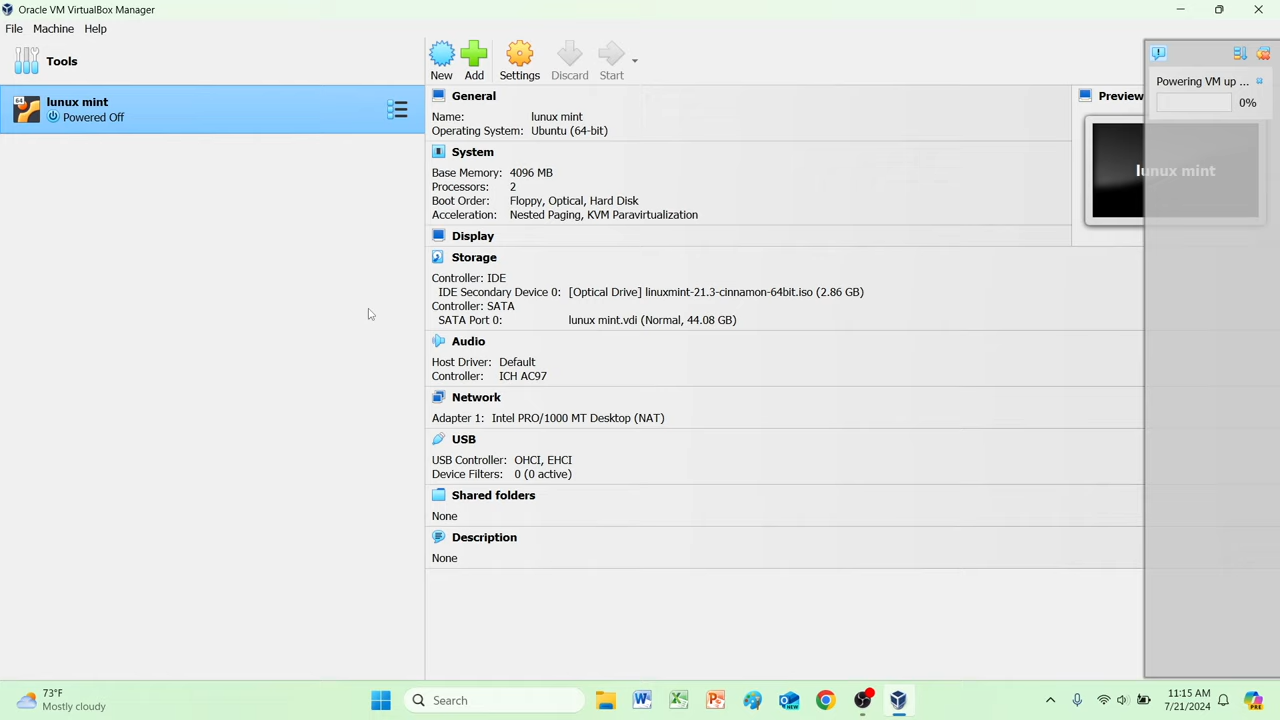 Oracle VM VirtualBox Manager
File Machine Help
Tools
New Add Settings Discard Start
64 lunux mint
Powered Off
General
Name: lunux mint
Operating System: Ubuntu (64-bit)
System
Base Memory: 4096 MB
Processors: 2
Boot Order: Floppy, Optical, Hard Disk
Acceleration: Nested Paging, KVM Paravirtualization
Display
Storage
Controller: IDE
IDE Secondary Device 0: [Optical Drive] linuxmint-21.3-cinnamon-64bit.iso (2.86 GB)
Controller: SATA
SATA Port 0: lunux mint.vdi (Normal, 44.08 GB)
Audio
Host Driver: Default
Controller: ICH AC97
Network
Adapter 1: Intel PRO/1000 MT Desktop (NAT)
USB
USB Controller: OHCI, EHCI
Device Filters: 0 (0 active)
Shared folders
None
Description
None
Preview
lunux mint
Powering VM up ...
0%
73°F
Mostly cloudy
Search
11:15 AM
7/21/2024